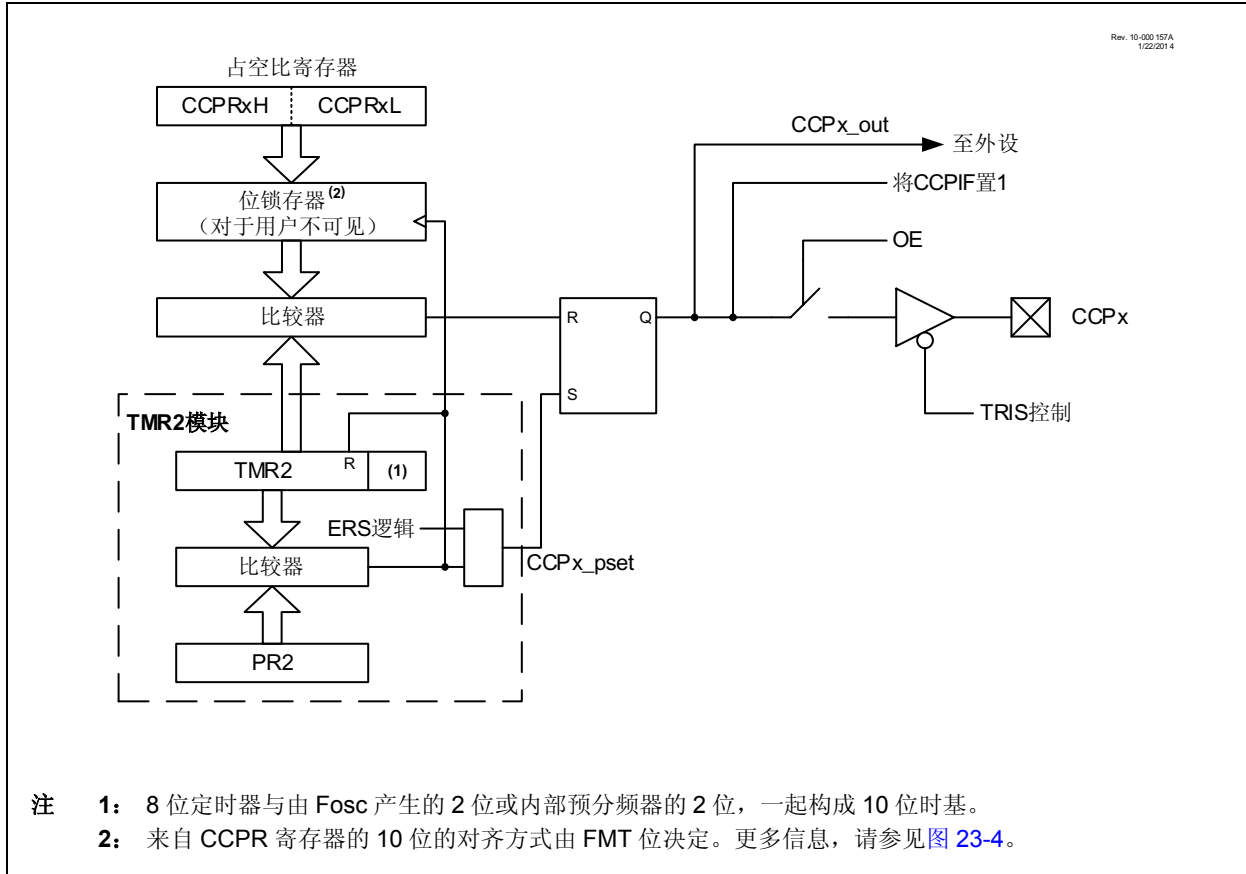 Rev. 10-000 157A
1/22/201 4
占空比寄存器
CCPRxH CCPRxL
CCPx_out
至外设
将CCPIF置1
位锁存器(2)
（对于用户不可见）
OE
比较器
R Q
CCPx
S
TRIS控制
TMR2模块
TMR2 R (1)
ERS逻辑
比较器
CCPx_pset
PR2
注 1： 8 位定时器与由 Fosc 产生的 2 位或内部预分频器的 2 位，一起构成 10 位时基。
2： 来自 CCPR 寄存器的 10 位的对齐方式由 FMT 位决定。更多信息，请参见图 23-4。